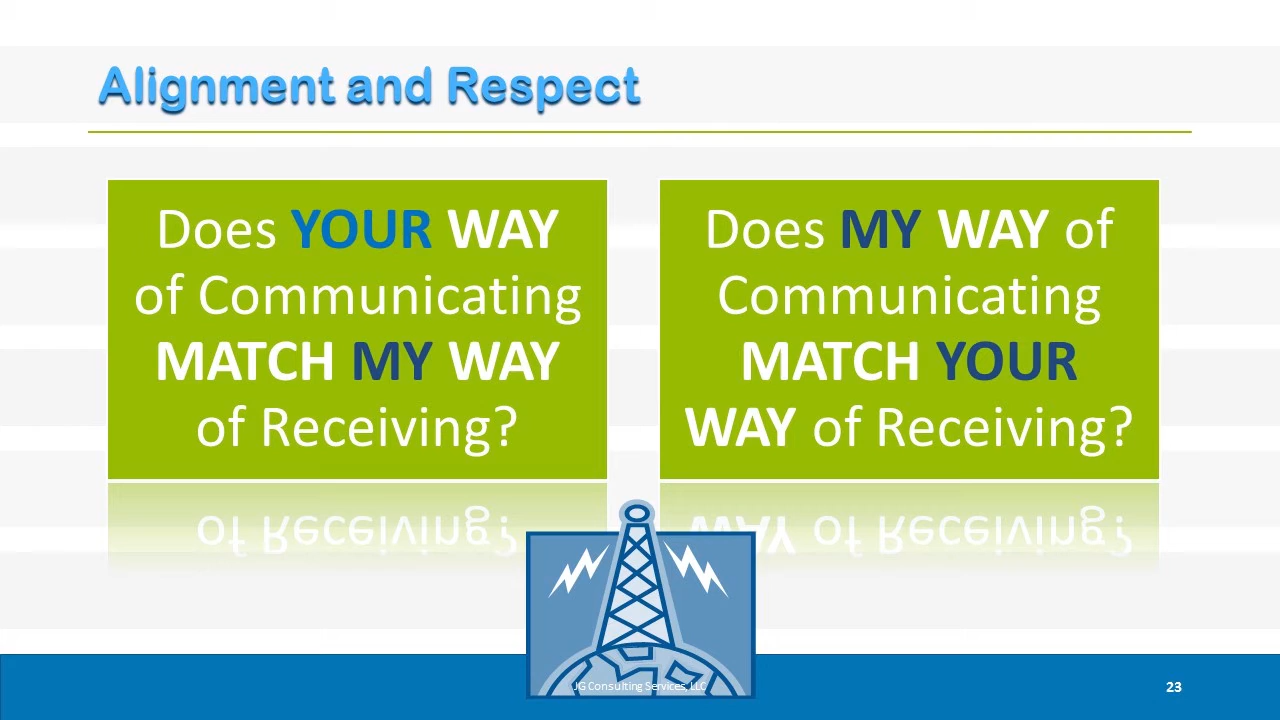 Alignment and Respect
Does YOUR WAY
of Communicating
MATCH MY WAY
of Receiving?
Does MY WAY of
Communicating
MATCH YOUR
WAY of Receiving?
JG Consulting Services, LLC
23